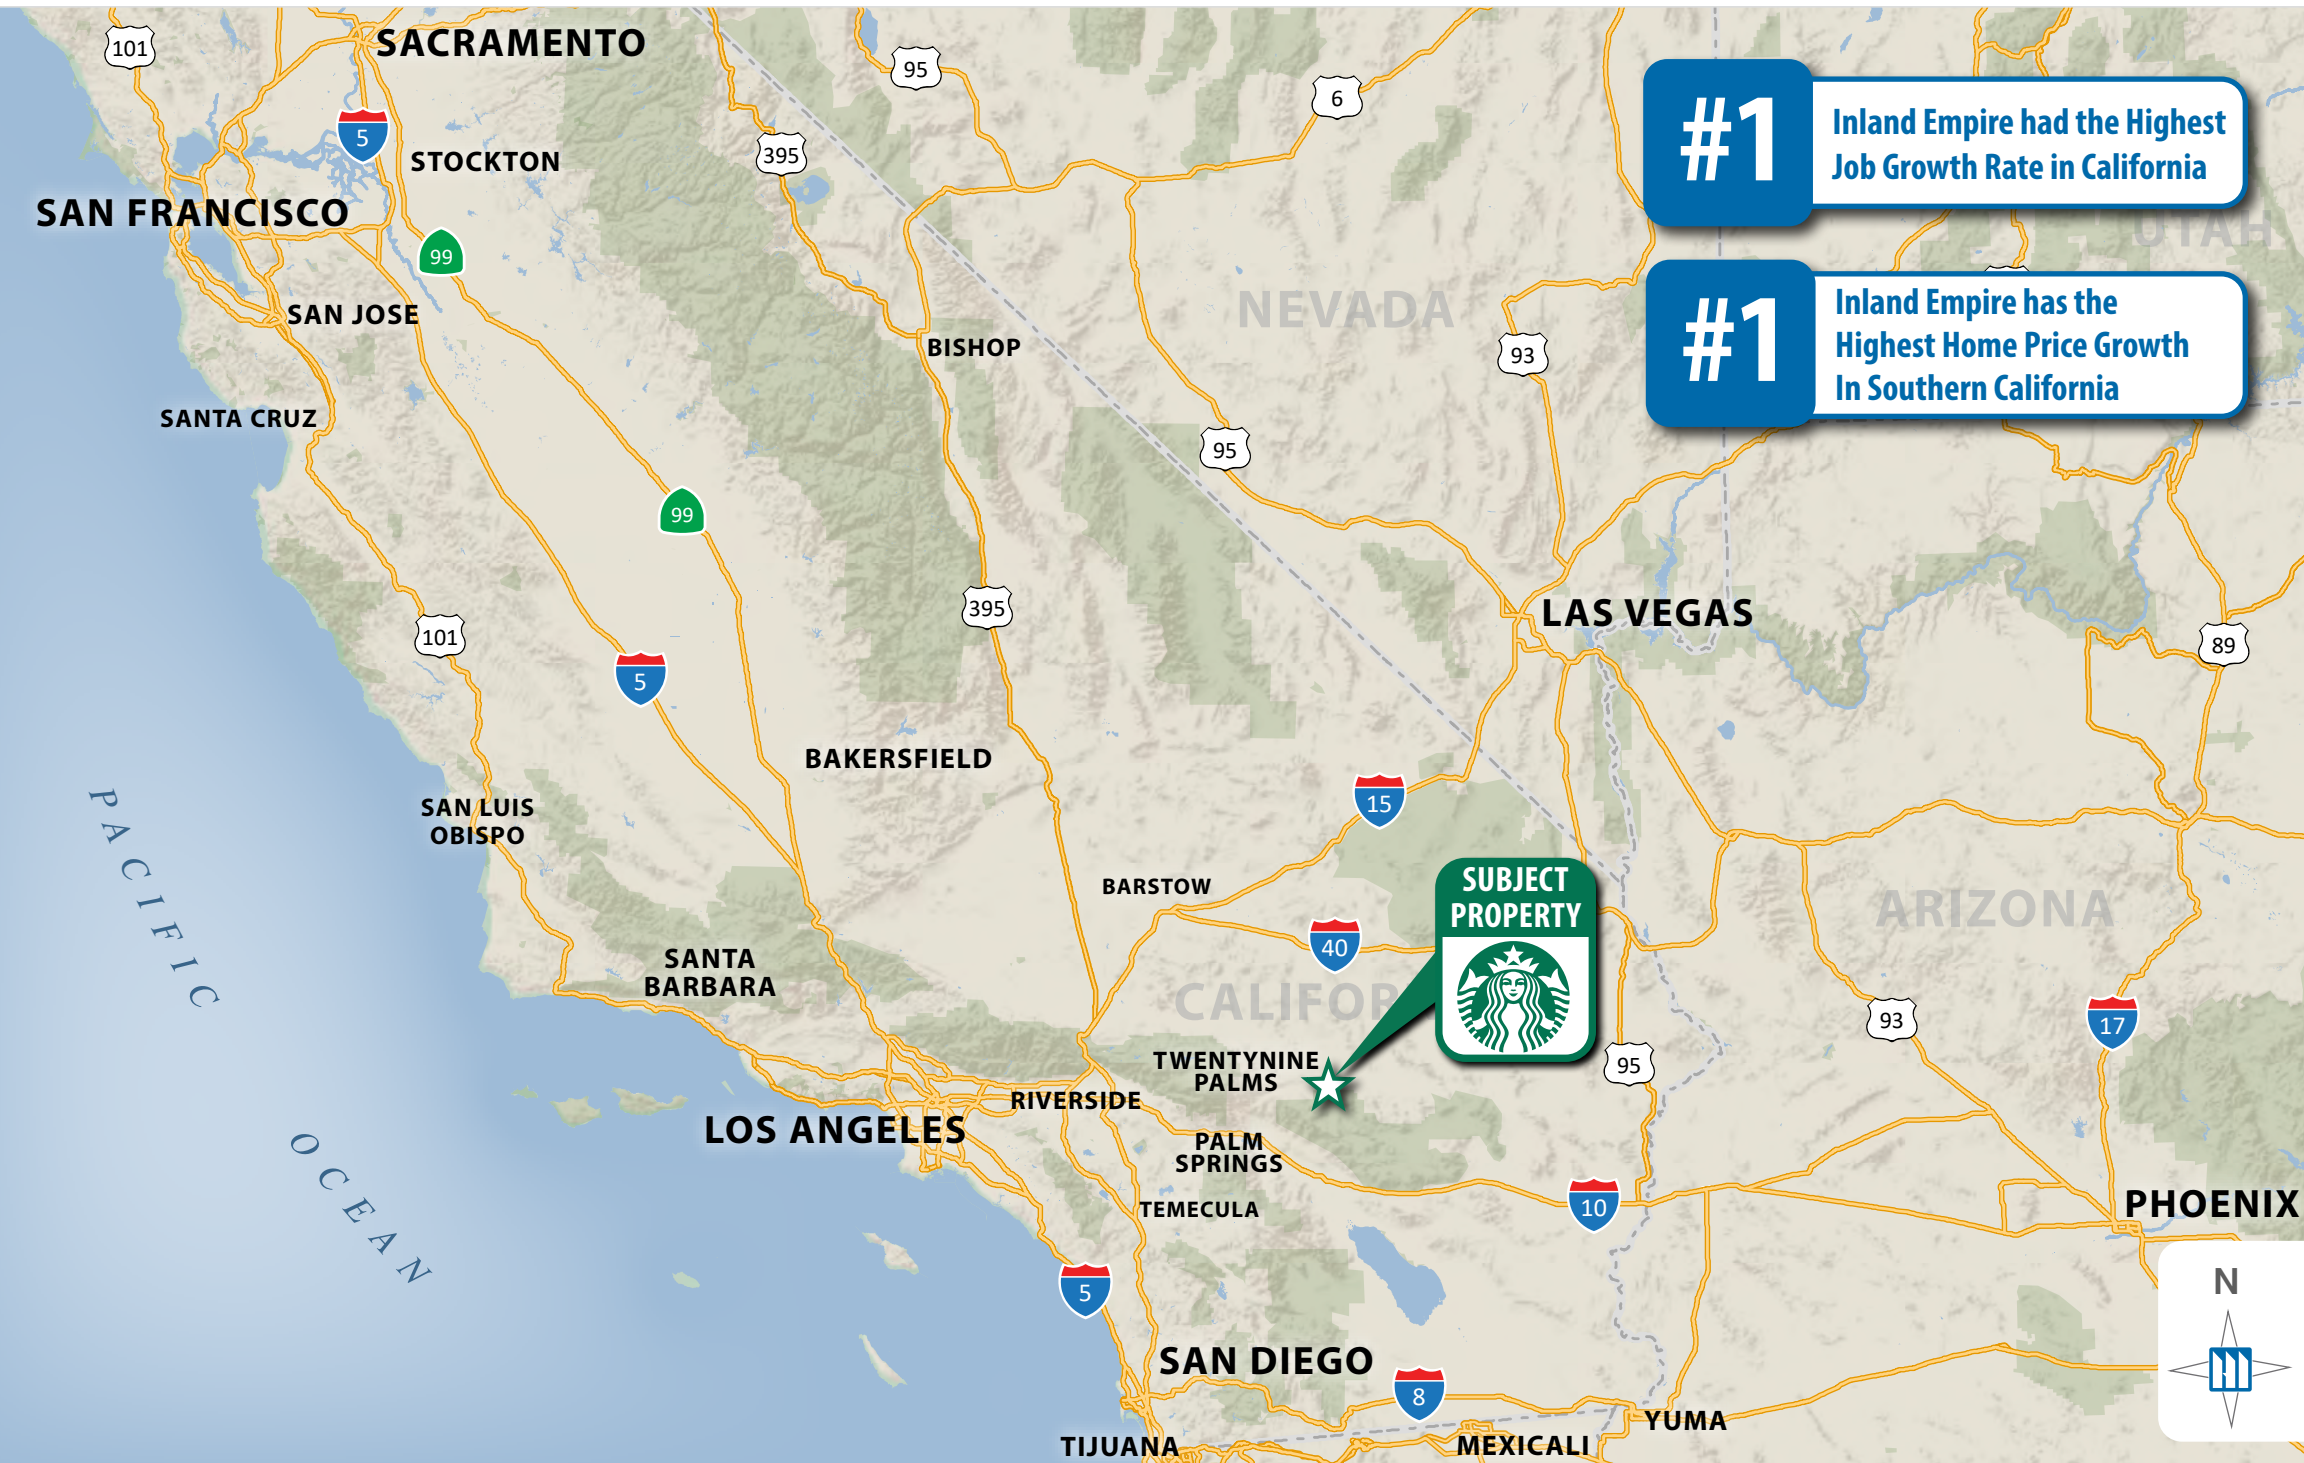 101
SACRAMENTO
95
6
#1
Inland Empire had the Highest
Job Growth Rate in California
5
STOCKTON
395
SAN FRANCISCO
UTAH
99
#1
Inland Empire has the
Highest Home Price Growth
In Southern California
NEVADA
SAN JOSE
BISHOP
93
SANTA CRUZ
95
99
395
LAS VEGAS
101
89
5
BAKERSFIELD
SAN LUIS
OBISPO
15
PACIFIC
OCEAN
BARSTOW
SUBJECT
PROPERTY
ARIZONA
40
SANTA
BARBARA
CALIFOR
93
17
TWENTYNINE
PALMS
95
RIVERSIDE
LOS ANGELES
PALM
SPRINGS
TEMECULA
10
PHOENIX
5
N
SAN DIEGO
8
YUMA
TIJUANA
MEXICALI